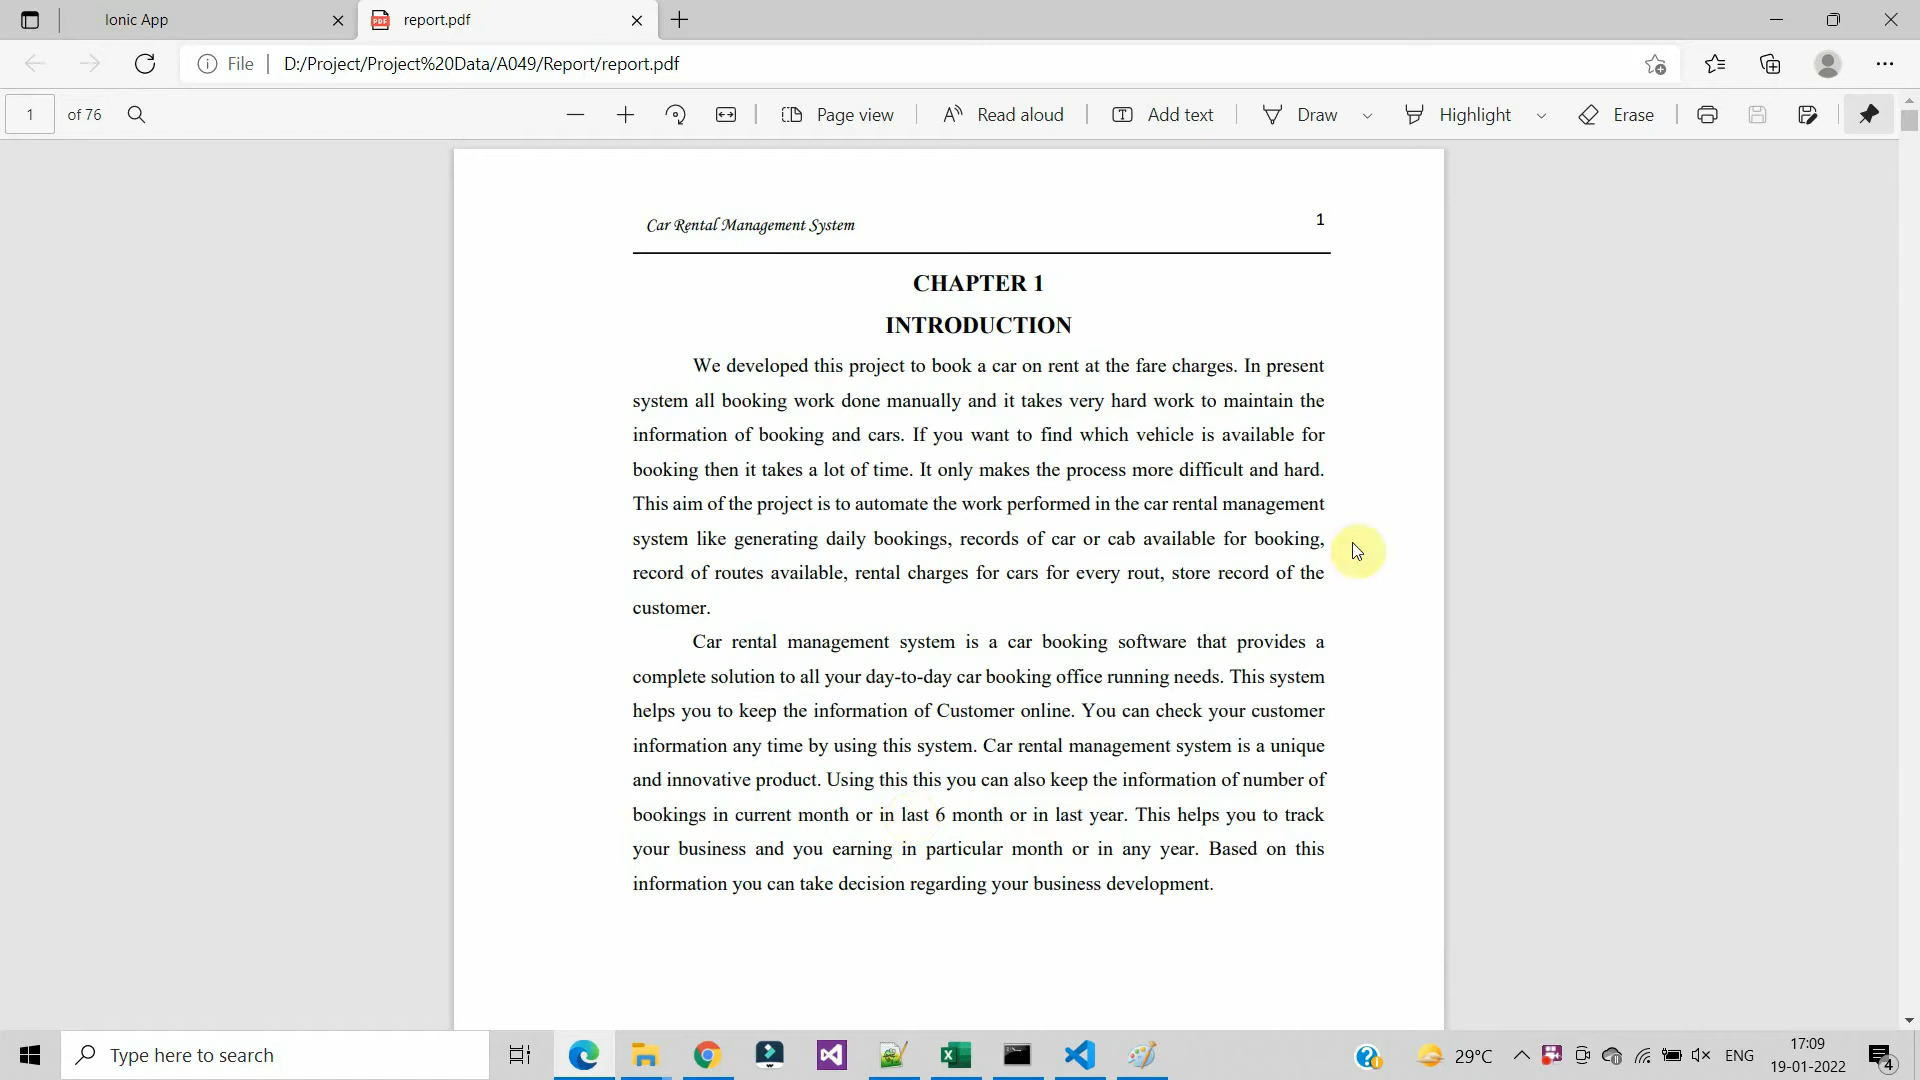 Ionic App
report.pdf
File
D:/Project/Project%20Data/A049/Report/report.pdf
1
of 76
Page view
Read aloud
Add text
Draw
Highlight
Erase
Car Rental Management System
1
CHAPTER 1
INTRODUCTION
We developed this project to book a car on rent at the fare charges. In present
system all booking work done manually and it takes very hard work to maintain the
information of booking and cars. If you want to find which vehicle is available for
booking then it takes a lot of time. It only makes the process more difficult and hard.
This aim of the project is to automate the work performed in the car rental management
system like generating daily bookings, records of car or cab available for booking,
record of routes available, rental charges for cars for every rout, store record of the
customer.
Car rental management system is a car booking software that provides a
complete solution to all your day-to-day car booking office running needs. This system
helps you to keep the information of Customer online. You can check your customer
information any time by using this system. Car rental management system is a unique
and innovative product. Using this this you can also keep the information of number of
bookings in current month or in last 6 month or in last year. This helps you to track
your business and you earning in particular month or in any year. Based on this
information you can take decision regarding your business development.
Type here to search
29°C
ENG
17:09
19-01-2022
4